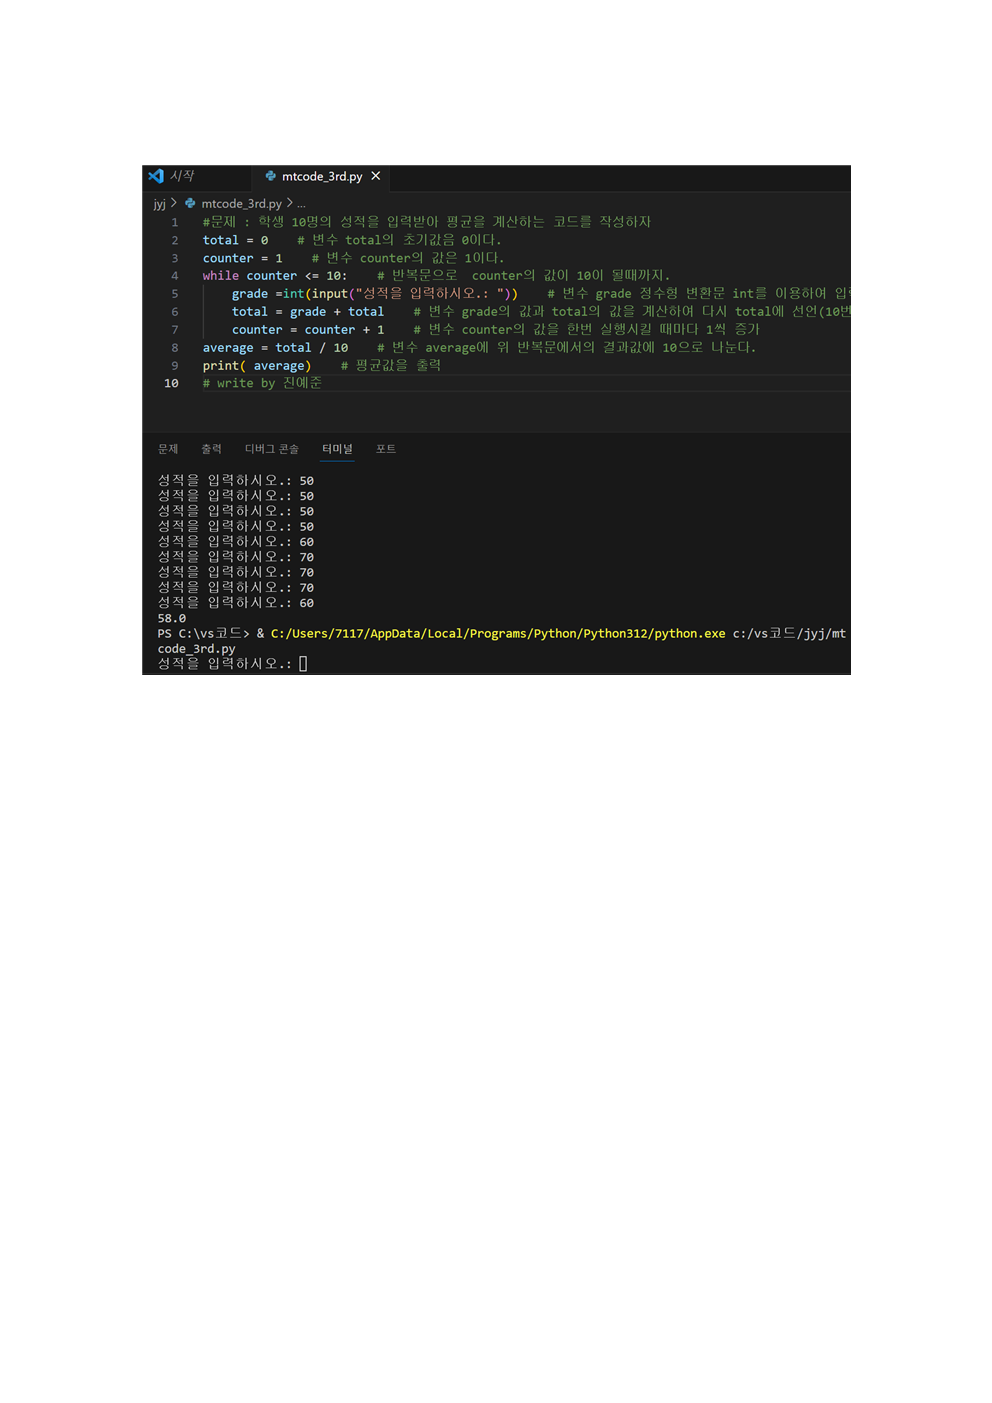 시작 mtcode_3rd.py
jyj > mtcode_3rd.py > ...
1 #문제 : 학생 10명의 성적을 입력받아 평균을 계산하는 코드를 작성하자
2 total = 0 # 변수 total의 초기값음 0이다.
3 counter = 1 # 변수 counter의 값은 1이다.
4 while counter <= 10: # 반복문으로 counter의 값이 10이 될때까지.
5 grade =int(input("성적을 입력하시오.: ")) # 변수 grade 정수형 변환문 int를 이용하여
6 total = grade + total # 변수 grade의 값과 total의 값을 계산하여 다시 total에 선언(10번
7 counter = counter + 1 # 변수 counter의 값을 한번 실행시킬 때마다 1씩 증가
8 average = total / 10 # 변수 average에 위 반복문에서의 결과값에 10으로 나눈다.
9 print( average) # 평균값을 출력
10 # write by 진예준
문제 출력 디버그 콘솔 터미널 포트
성적을 입력하시오.: 50
성적을 입력하시오.: 50
성적을 입력하시오.: 50
성적을 입력하시오.: 50
성적을 입력하시오.: 60
성적을 입력하시오.: 70
성적을 입력하시오.: 70
성적을 입력하시오.: 70
성적을 입력하시오.: 60
58.0
PS C:\vs코드> & C:/Users/7117/AppData/Local/Programs/Python/Python312/python.exe c:/vs코드/jyj/mt
code_3rd.py
성적을 입력하시오.: